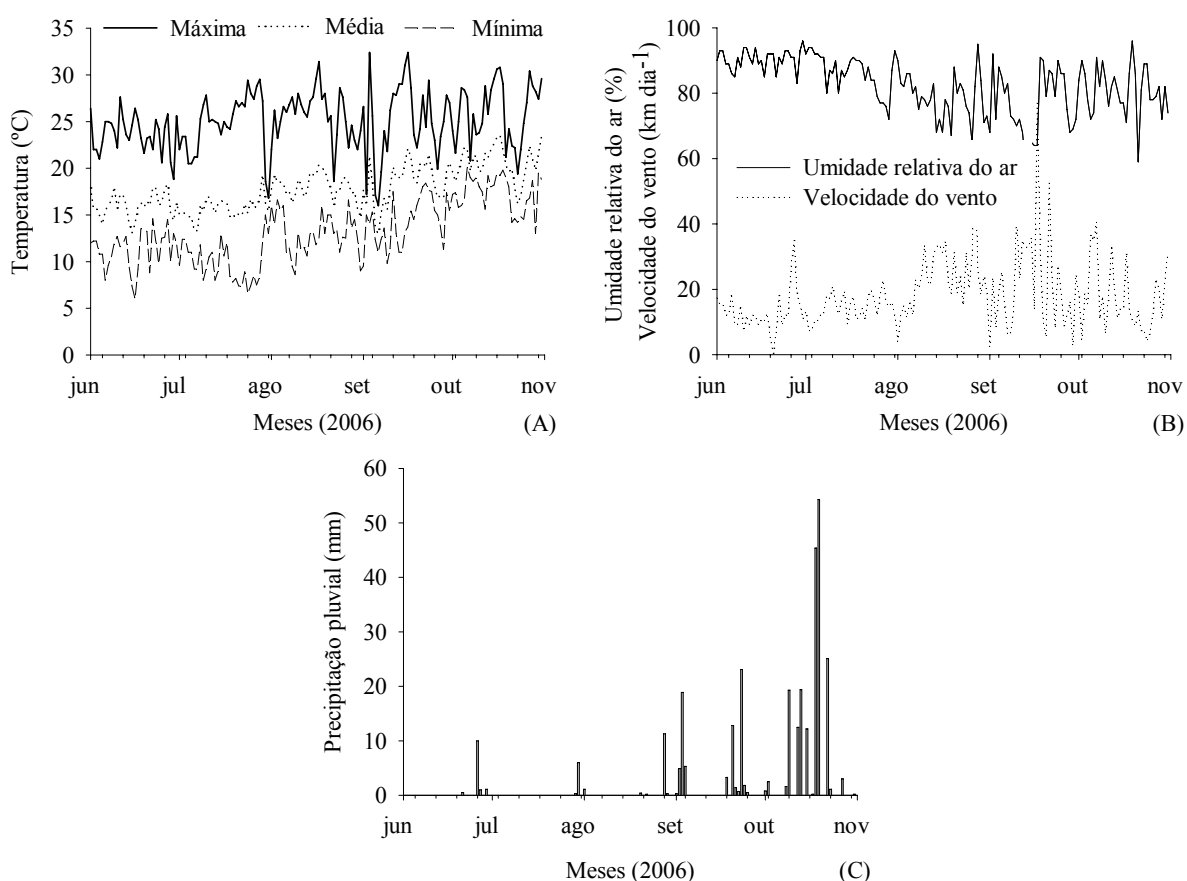 Máxima Média Mínima
Temperatura (ºC)
35
30
25
20
15
10
5
0
jun jul ago set out nov
Meses (2006) (A)
Umidade relativa do ar (%)
Velocidade do vento (km dia-1)
100
80
60
40
20
0
Umidade relativa do ar
Velocidade do vento
jun jul ago set out nov
Meses (2006) (B)
Precipitação pluvial (mm)
60
50
40
30
20
10
0
jun jul ago set out nov
Meses (2006) (C)